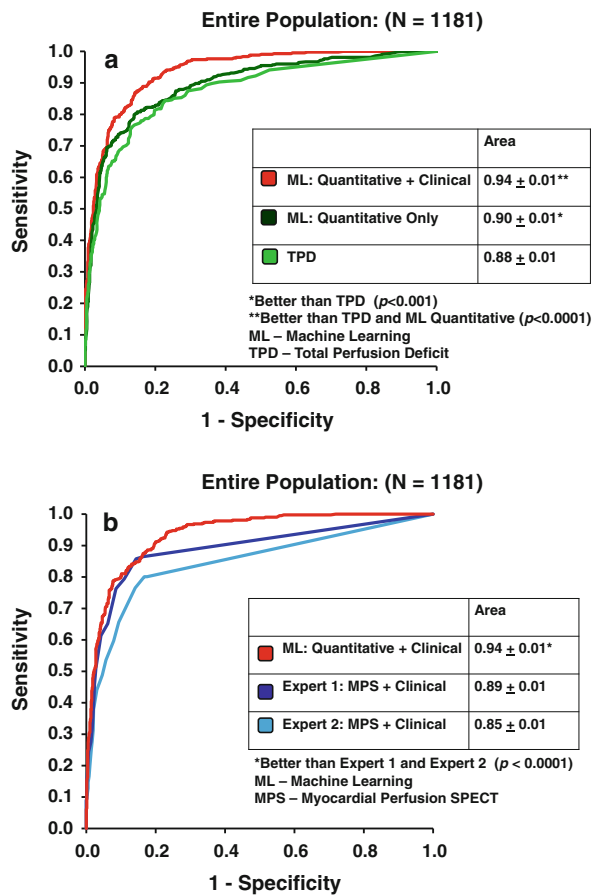 Entire Population: (N = 1181)
a
1.0
0.9
0.8
0.7
0.6
0.5
0.4
0.3
0.2
0.1
0.0
Sensitivity
0.0 0.2 0.4 0.6 0.8 1.0
1 - Specificity
Area
ML: Quantitative + Clinical 0.94 ± 0.01**
ML: Quantitative Only 0.90 ± 0.01*
TPD 0.88 ± 0.01
*Better than TPD (p<0.001)
**Better than TPD and ML Quantitative (p<0.0001)
ML – Machine Learning
TPD – Total Perfusion Deficit
Entire Population: (N = 1181)
b
1.0
0.9
0.8
0.7
0.6
0.5
0.4
0.3
0.2
0.1
0.0
Sensitivity
0.0 0.2 0.4 0.6 0.8 1.0
1 - Specificity
Area
ML: Quantitative + Clinical 0.94 ± 0.01*
Expert 1: MPS + Clinical 0.89 ± 0.01
Expert 2: MPS + Clinical 0.85 ± 0.01
*Better than Expert 1 and Expert 2 (p < 0.0001)
ML – Machine Learning
MPS – Myocardial Perfusion SPECT